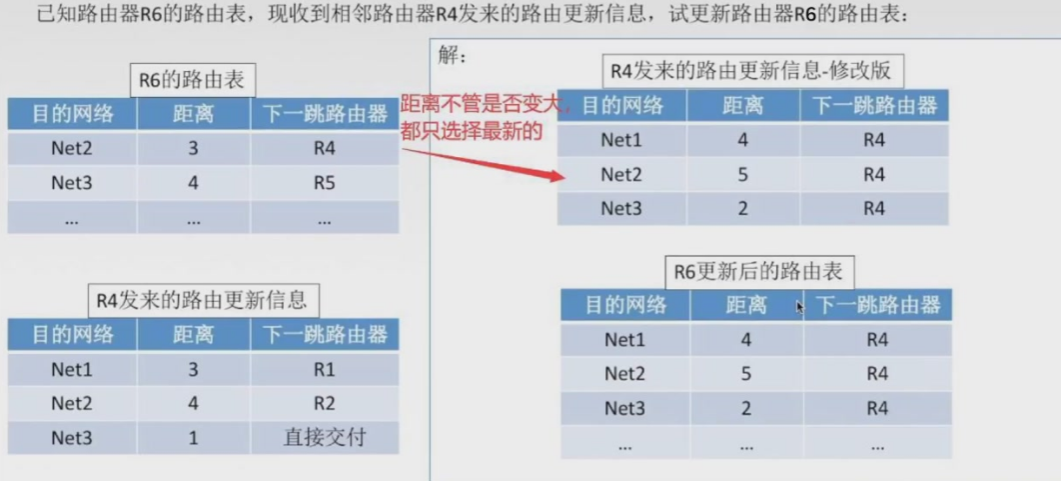 已知路由器R6的路由表，现收到相邻路由器R4发来的路由更新信息，试更新路由器R6的路由表：
R6的路由表
目的网络 距离 下一跳路由器
Net2 3 R4
Net3 4 R5
... ... ...
R4发来的路由更新信息
目的网络 距离 下一跳路由器
Net1 3 R1
Net2 4 R2
Net3 1 直接交付
解：
距离不管是否变大，
都只选择最新的
R4发来的路由更新信息-修改版
目的网络 距离 下一跳路由器
Net1 4 R4
Net2 5 R4
Net3 2 R4
R6更新后的路由表
目的网络 距离 下一跳路由器
Net1 4 R4
Net2 5 R4
Net3 2 R4
... ... ...